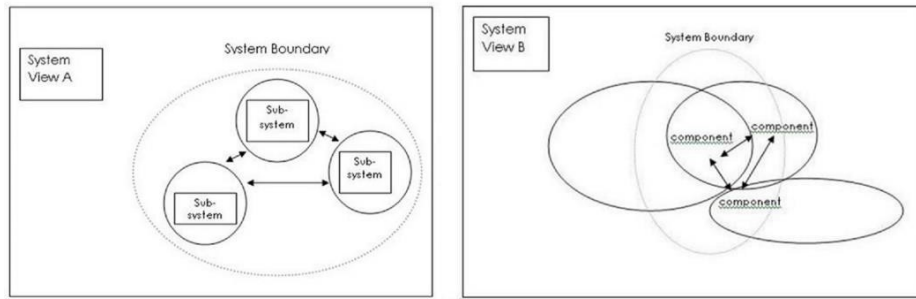 System
View A
System Boundary
Sub-
system
Sub-
system
Sub-
system
System
View B
System Boundary
component
component
component